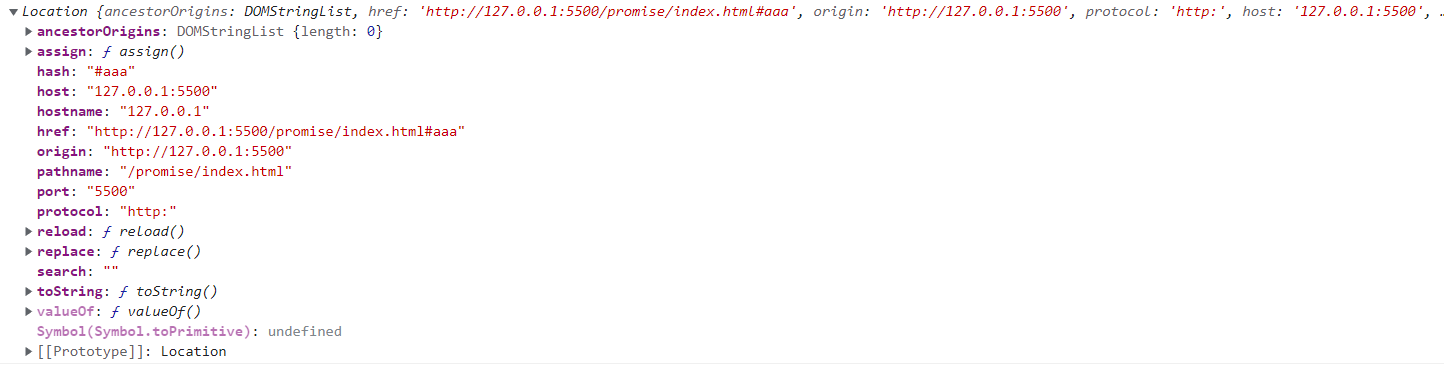 ▼Location {ancestorOrigins: DOMStringList, href: 'http://127.0.0.1:5500/promise/index.html#aaa', origin: 'http://127.0.0.1:5500', protocol: 'http:', host: '127.0.0.1:5500', …
▶ancestorOrigins: DOMStringList {length: 0}
▶assign: ƒ assign()
hash: "#aaa"
host: "127.0.0.1:5500"
hostname: "127.0.0.1"
href: "http://127.0.0.1:5500/promise/index.html#aaa"
origin: "http://127.0.0.1:5500"
pathname: "/promise/index.html"
port: "5500"
protocol: "http:"
▶reload: ƒ reload()
▶replace: ƒ replace()
search: ""
▶toString: ƒ toString()
▶valueOf: ƒ valueOf()
Symbol(Symbol.toPrimitive): undefined
▶[[Prototype]]: Location